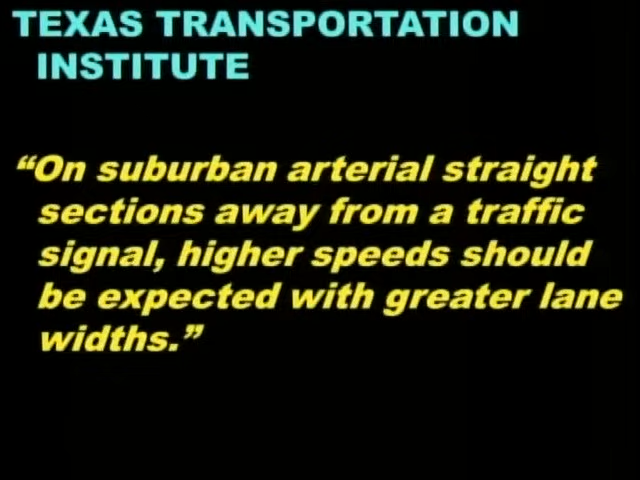 TEXAS TRANSPORTATION
INSTITUTE
“On suburban arterial straight
sections away from a traffic
signal, higher speeds should
be expected with greater lane
widths.”